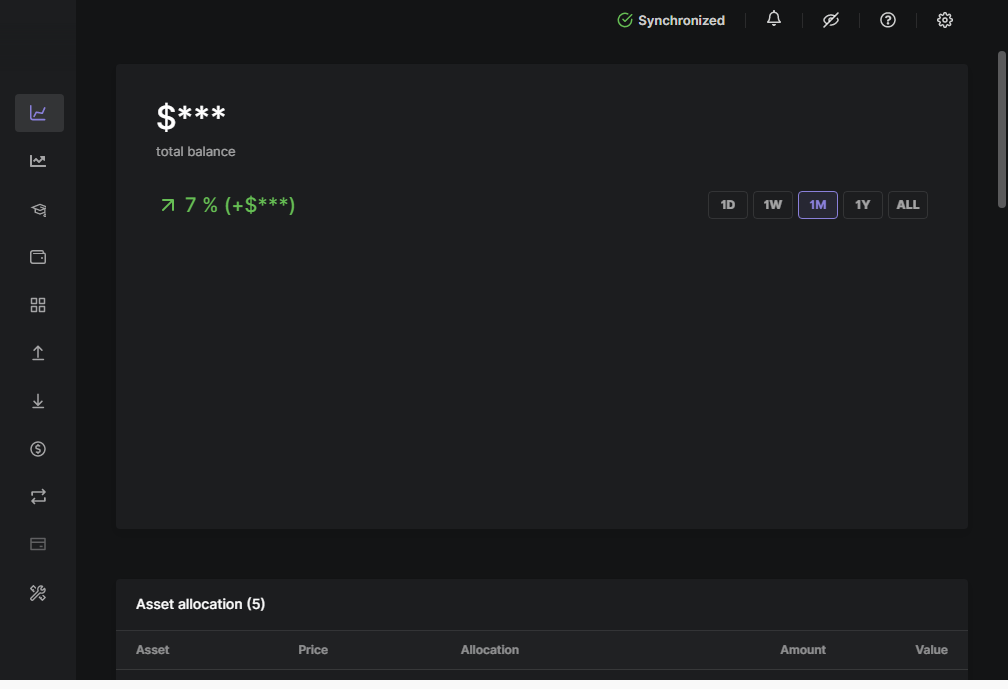 Synchronized
$***
total balance
7 % (+$***)
1D 1W 1M 1Y ALL
Asset allocation (5)
Asset Price Allocation Amount Value